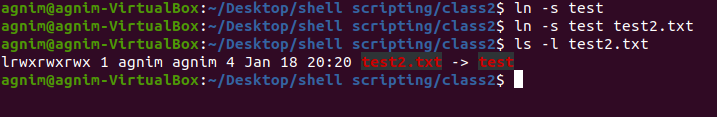 agnim@agnim-VirtualBox:~/Desktop/shell scripting/class2$ ln -s test
agnim@agnim-VirtualBox:~/Desktop/shell scripting/class2$ ln -s test test2.txt
agnim@agnim-VirtualBox:~/Desktop/shell scripting/class2$ ls -l test2.txt
lrwxrwxrwx 1 agnim agnim 4 Jan 18 20:20 test2.txt -> test
agnim@agnim-VirtualBox:~/Desktop/shell scripting/class2$